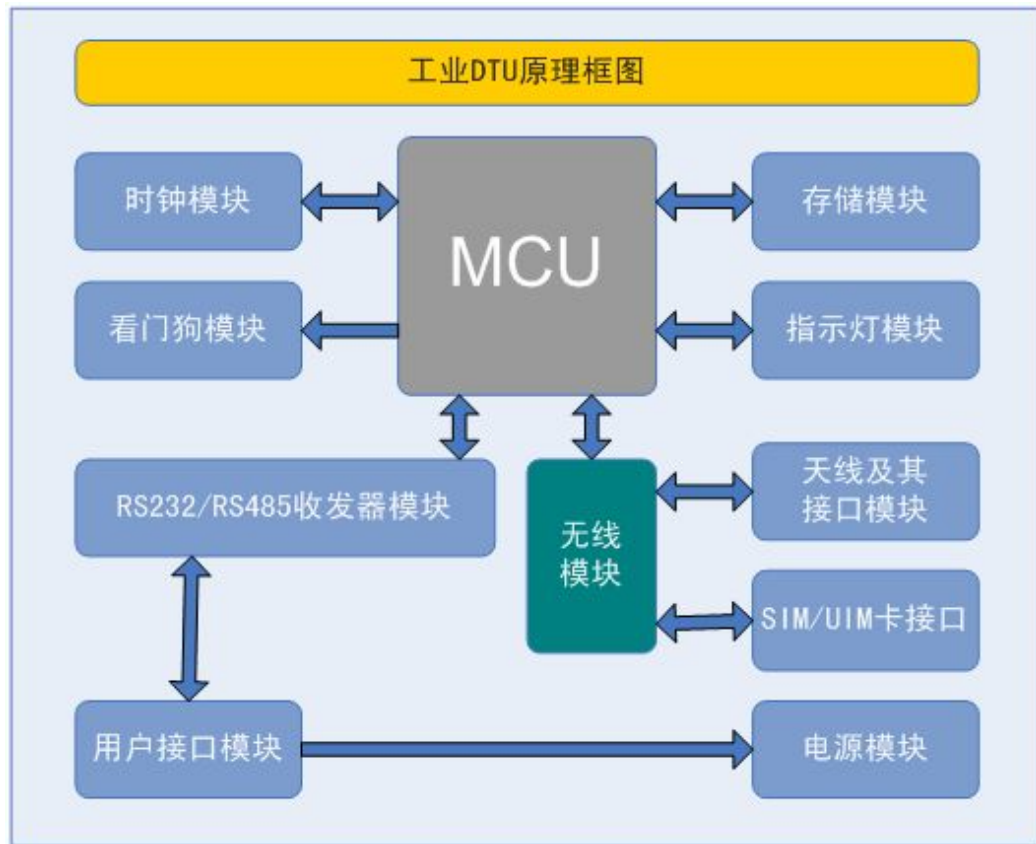 工业DTU原理框图
时钟模块
MCU
存储模块
看门狗模块
指示灯模块
RS232/RS485收发器模块
无线
模块
天线及其
接口模块
SIM/UIM卡接口
用户接口模块
电源模块